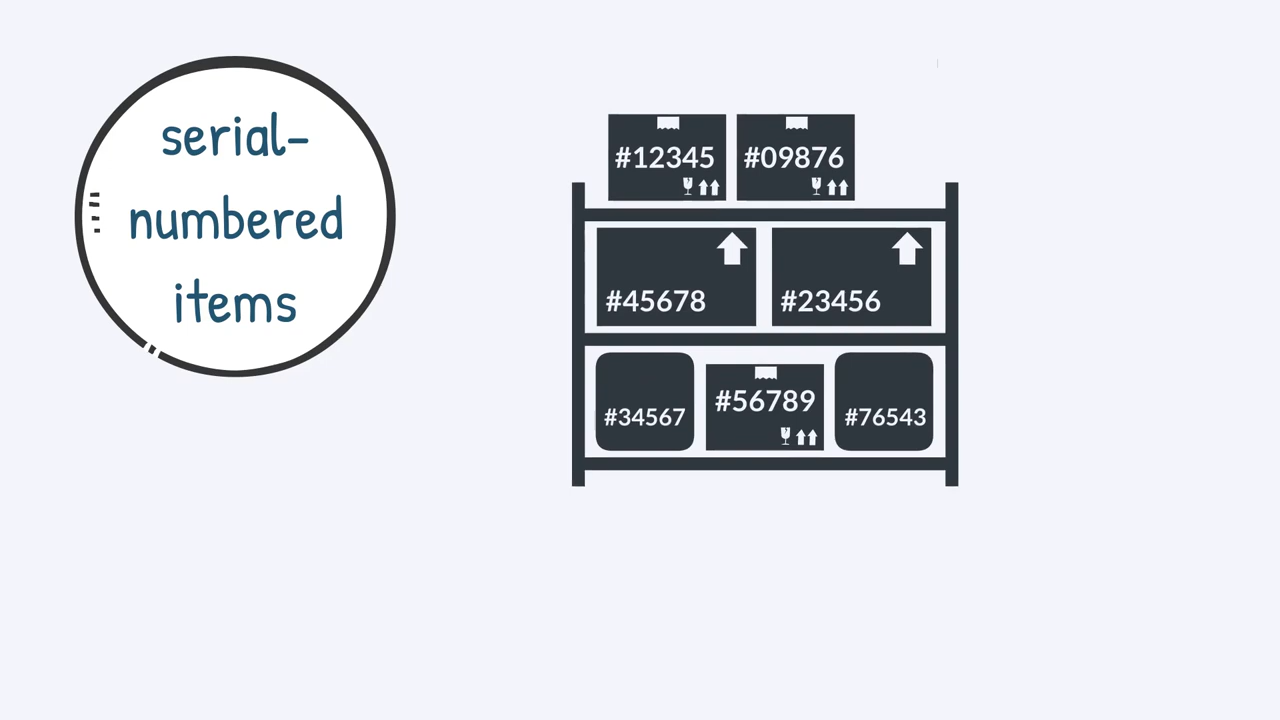 serial-
numbered
items
#12345 #09876
#45678 #23456
#34567 #56789 #76543